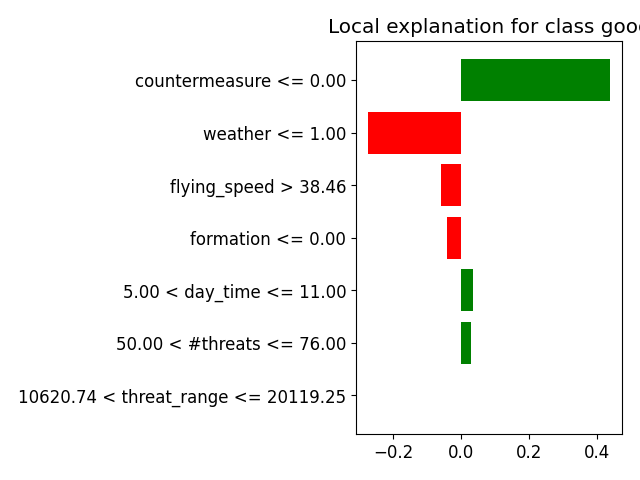 Local explanation for class good
countermeasure <= 0.00
weather <= 1.00
flying_speed > 38.46
formation <= 0.00
5.00 < day_time <= 11.00
50.00 < #threats <= 76.00
10620.74 < threat_range <= 20119.25
−0.2 0.0 0.2 0.4